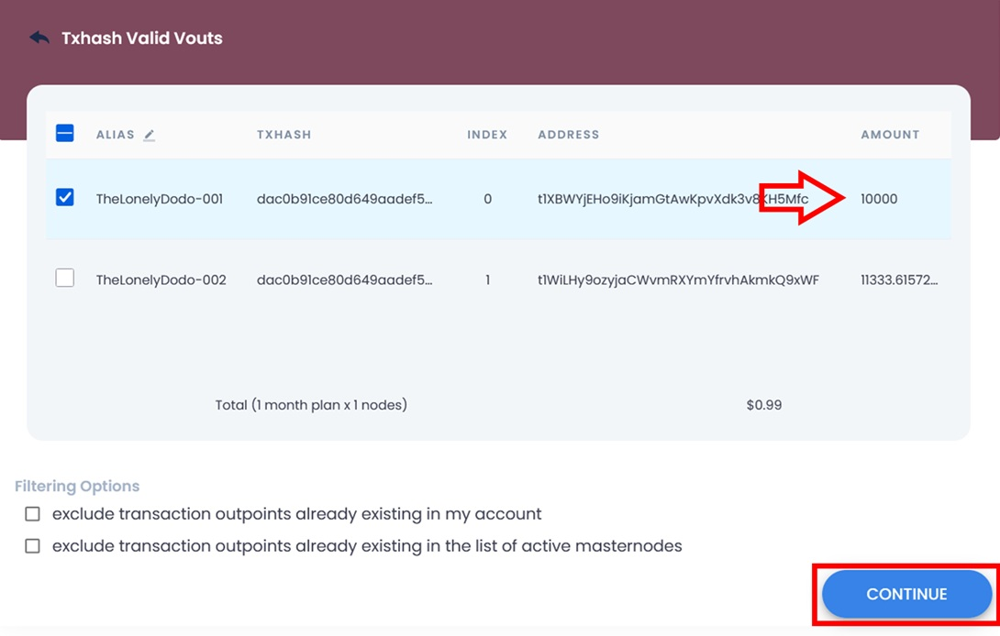 Txhash Valid Vouts
ALIAS TXHASH INDEX ADDRESS AMOUNT
TheLonelyDodo-001 dac0b91ce80d649aadef5... 0 t1XBWYjEHo9iKjamGtAwKpvXdk3v8KH5Mfc 10000
TheLonelyDodo-002 dac0b91ce80d649aadef5... 1 t1WiLHy9ozyjaCWvmRXYmYfrvhAkmkQ9xWF 11333.61572...
Total (1 month plan x 1 nodes) $0.99
Filtering Options
exclude transaction outpoints already existing in my account
exclude transaction outpoints already existing in the list of active masternodes
CONTINUE